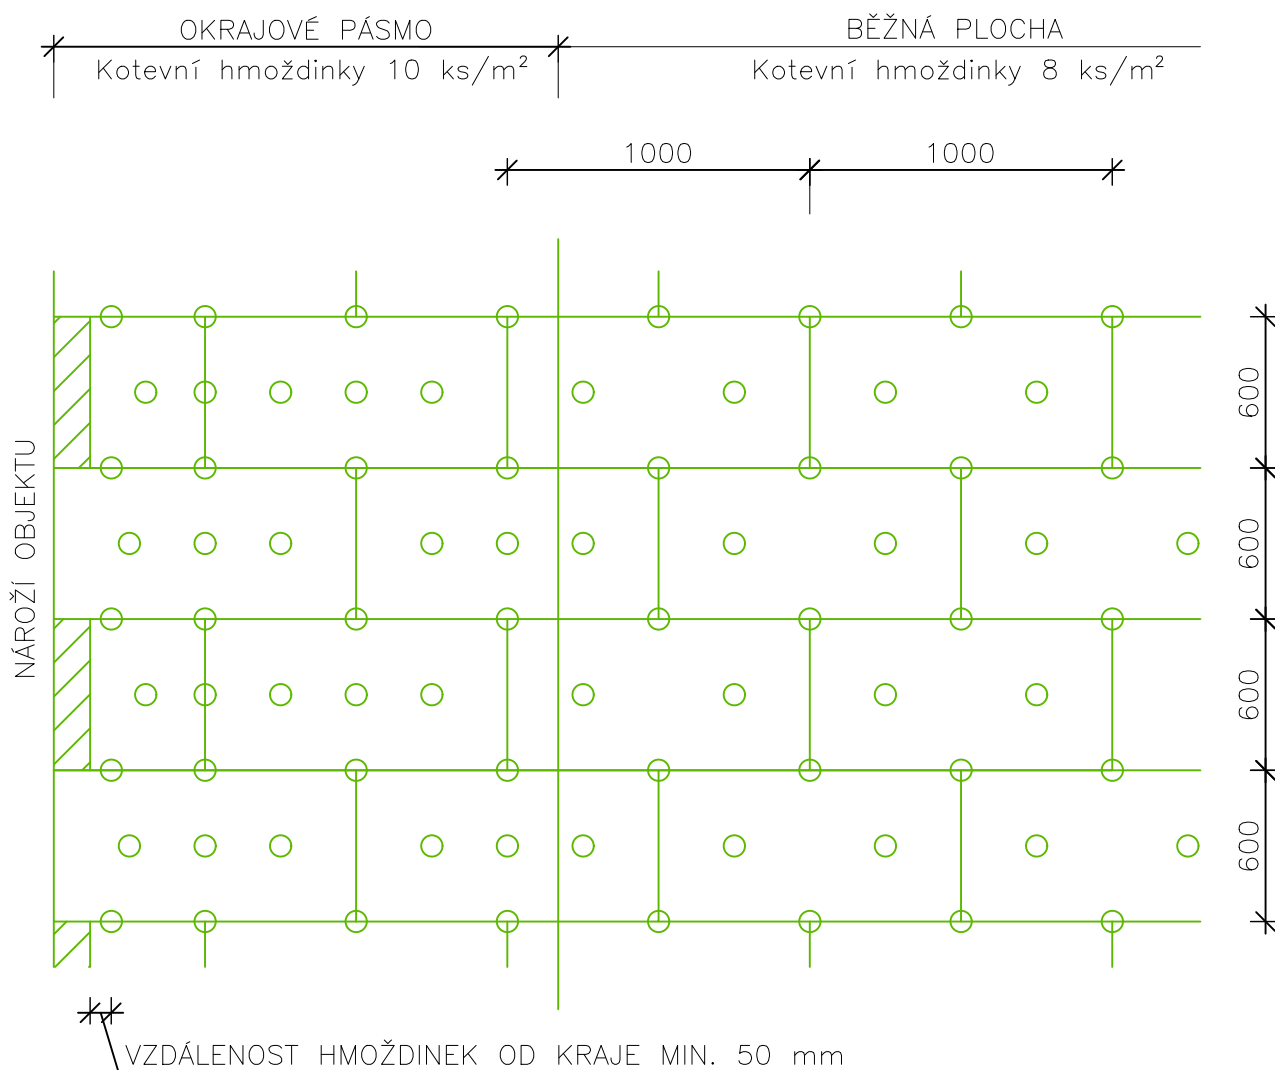 OKRAJOVÉ PÁSMO
BĚŽNÁ PLOCHA
Kotevní hmoždinky 10 ks/m²
Kotevní hmoždinky 8 ks/m²
1000
1000
600
600
600
600
NÁROŽÍ OBJEKTU
VZDÁLENOST HMOŽDINEK OD KRAJE MIN. 50 mm